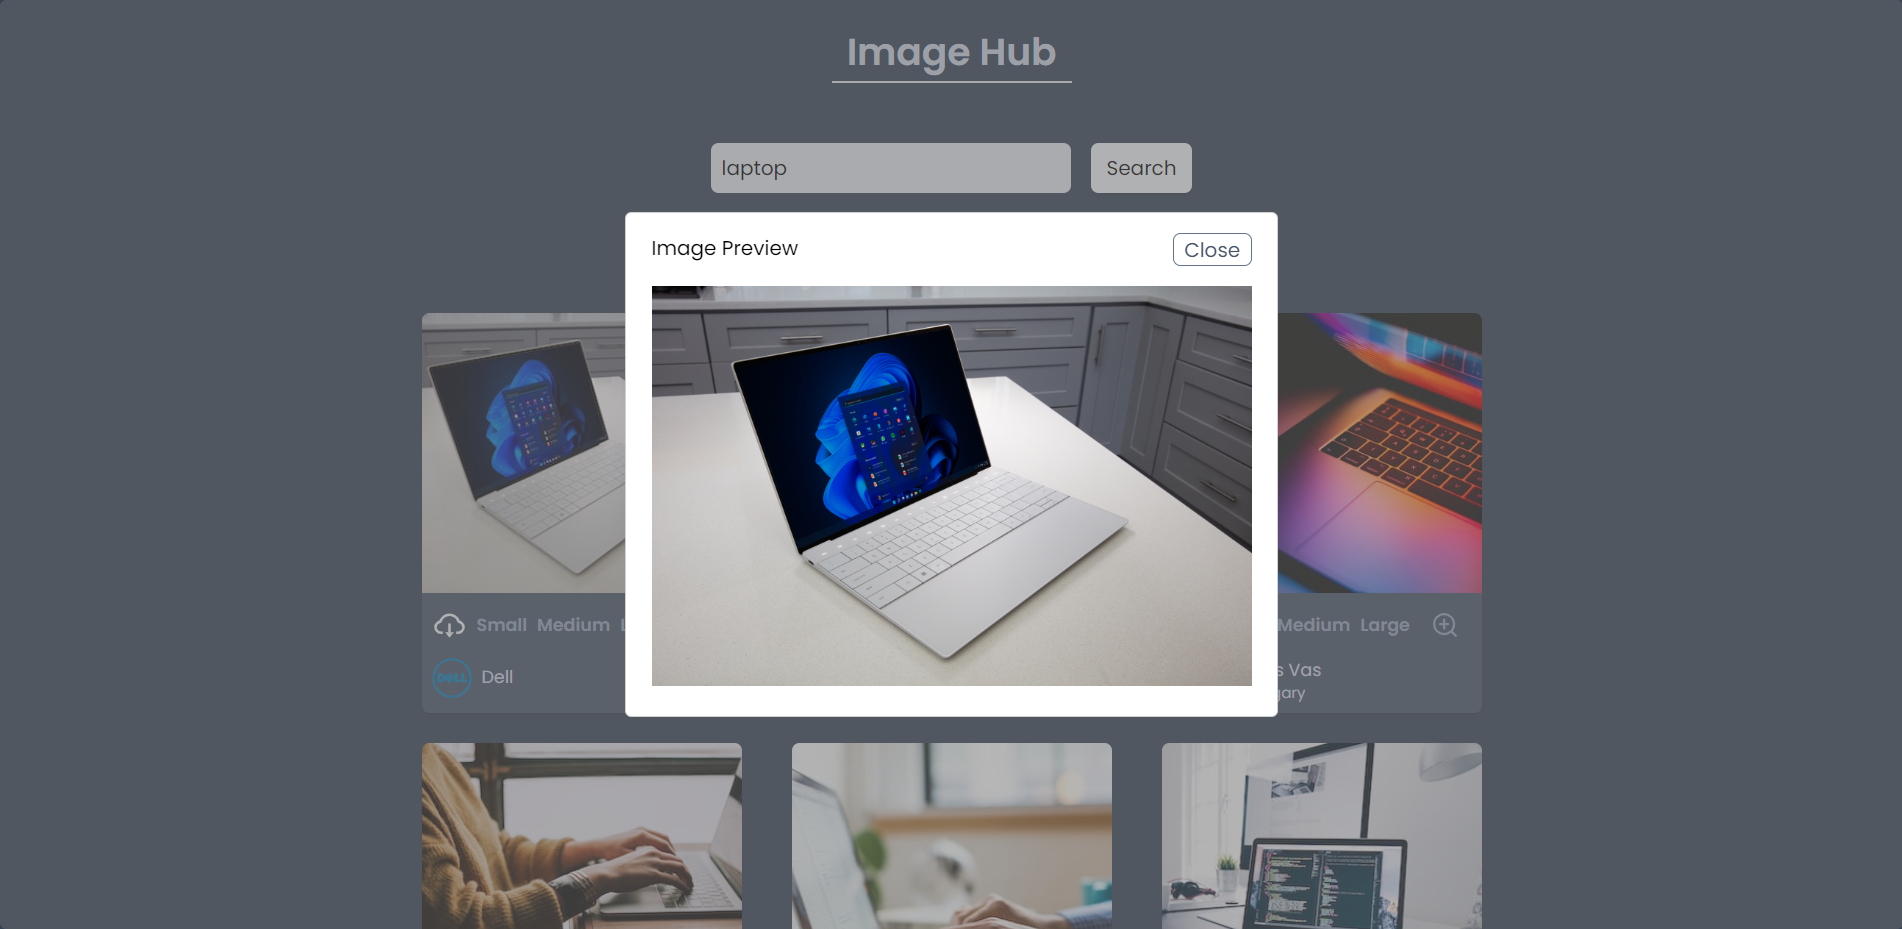 Image Hub
laptop
Search
Image Preview
Close
Small Medium
Medium Large
DELL
Dell
s Vas
gary